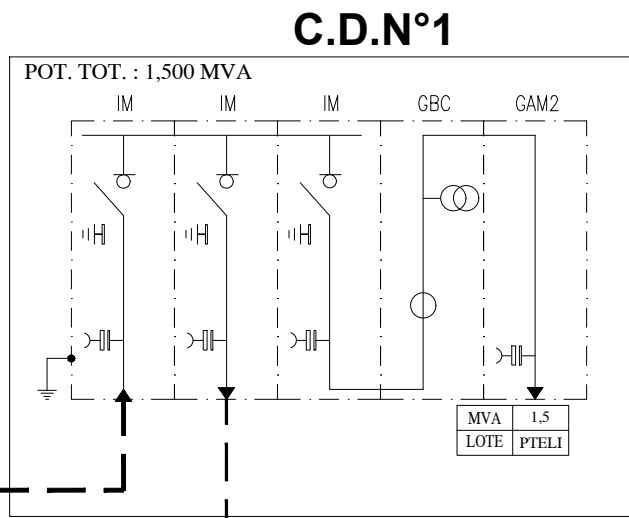 C.D.N°1
POT. TOT. : 1,500 MVA
IM IM IM GBC GAM2
MVA 1,5
LOTE PTELI